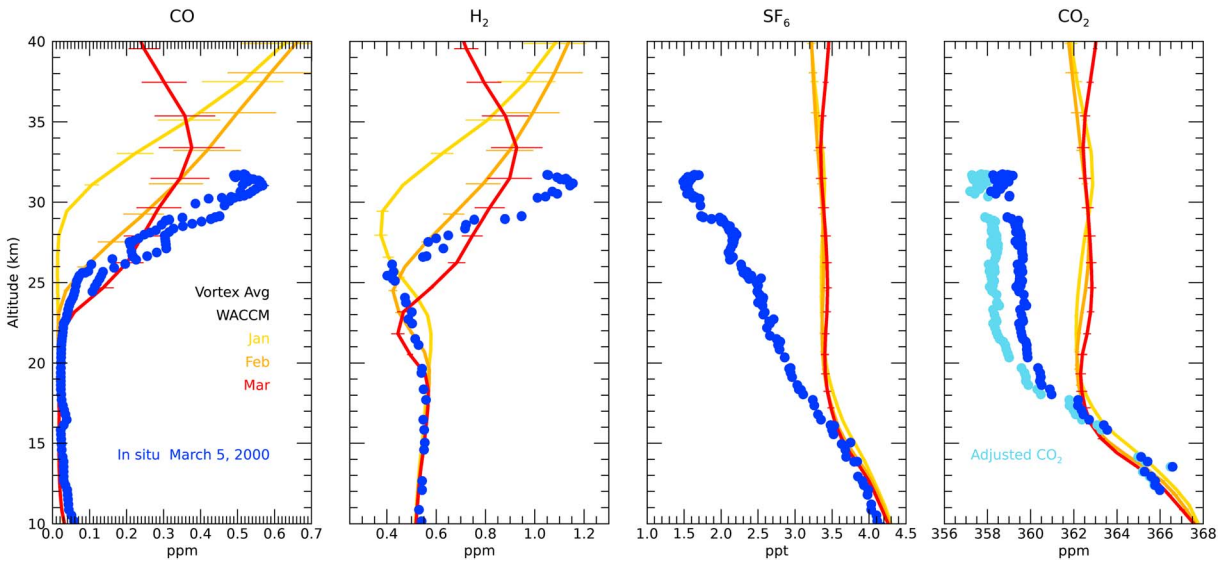 CO
H₂
SF₆
CO₂
40
35
30
25
20
15
10
Altitude (km)
Vortex Avg
WACCM
Jan
Feb
Mar
In situ March 5, 2000
Adjusted CO₂
0.0 0.1 0.2 0.3 0.4 0.5 0.6 0.7
0.4 0.6 0.8 1.0 1.2
1.0 1.5 2.0 2.5 3.0 3.5 4.0 4.5
356 358 360 362 364 366 368
ppm
ppm
ppt
ppm